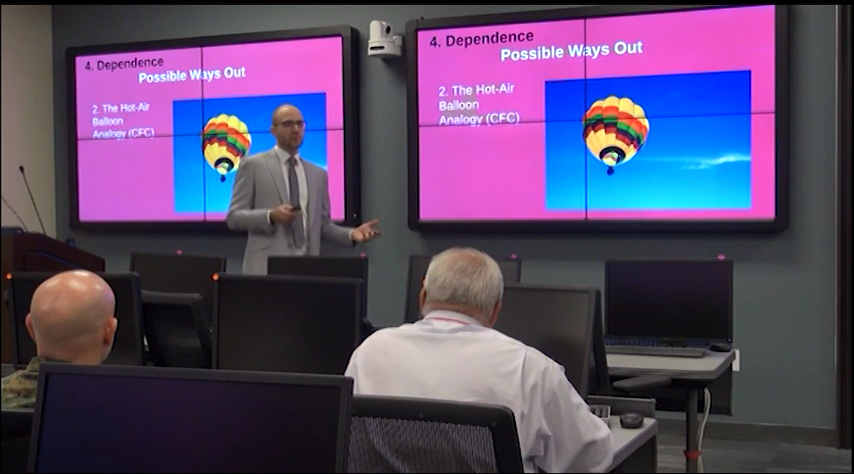 4. Dependence
Possible Ways Out
2. The Hot-Air
Balloon
Analogy (CFC)
4. Dependence
Possible Ways Out
2. The Hot-Air
Balloon
Analogy (CFC)